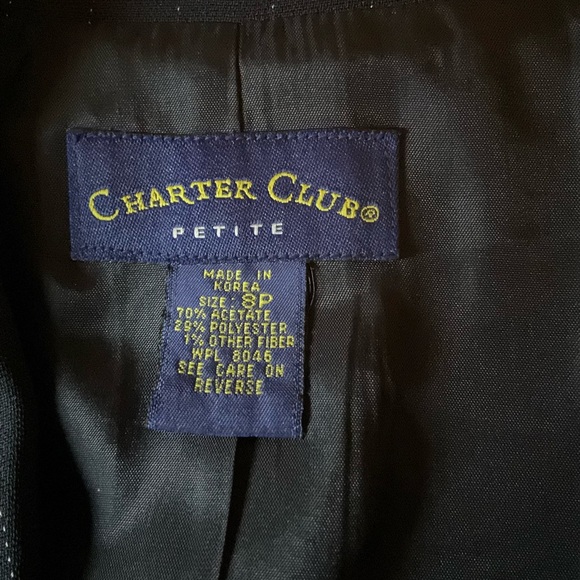 CHARTER CLUB®
PETITE
MADE IN
KOREA
SIZE: 8P
70% ACETATE
29% POLYESTER
1% OTHER FIBER
WPL 8046
SEE CARE ON
REVERSE